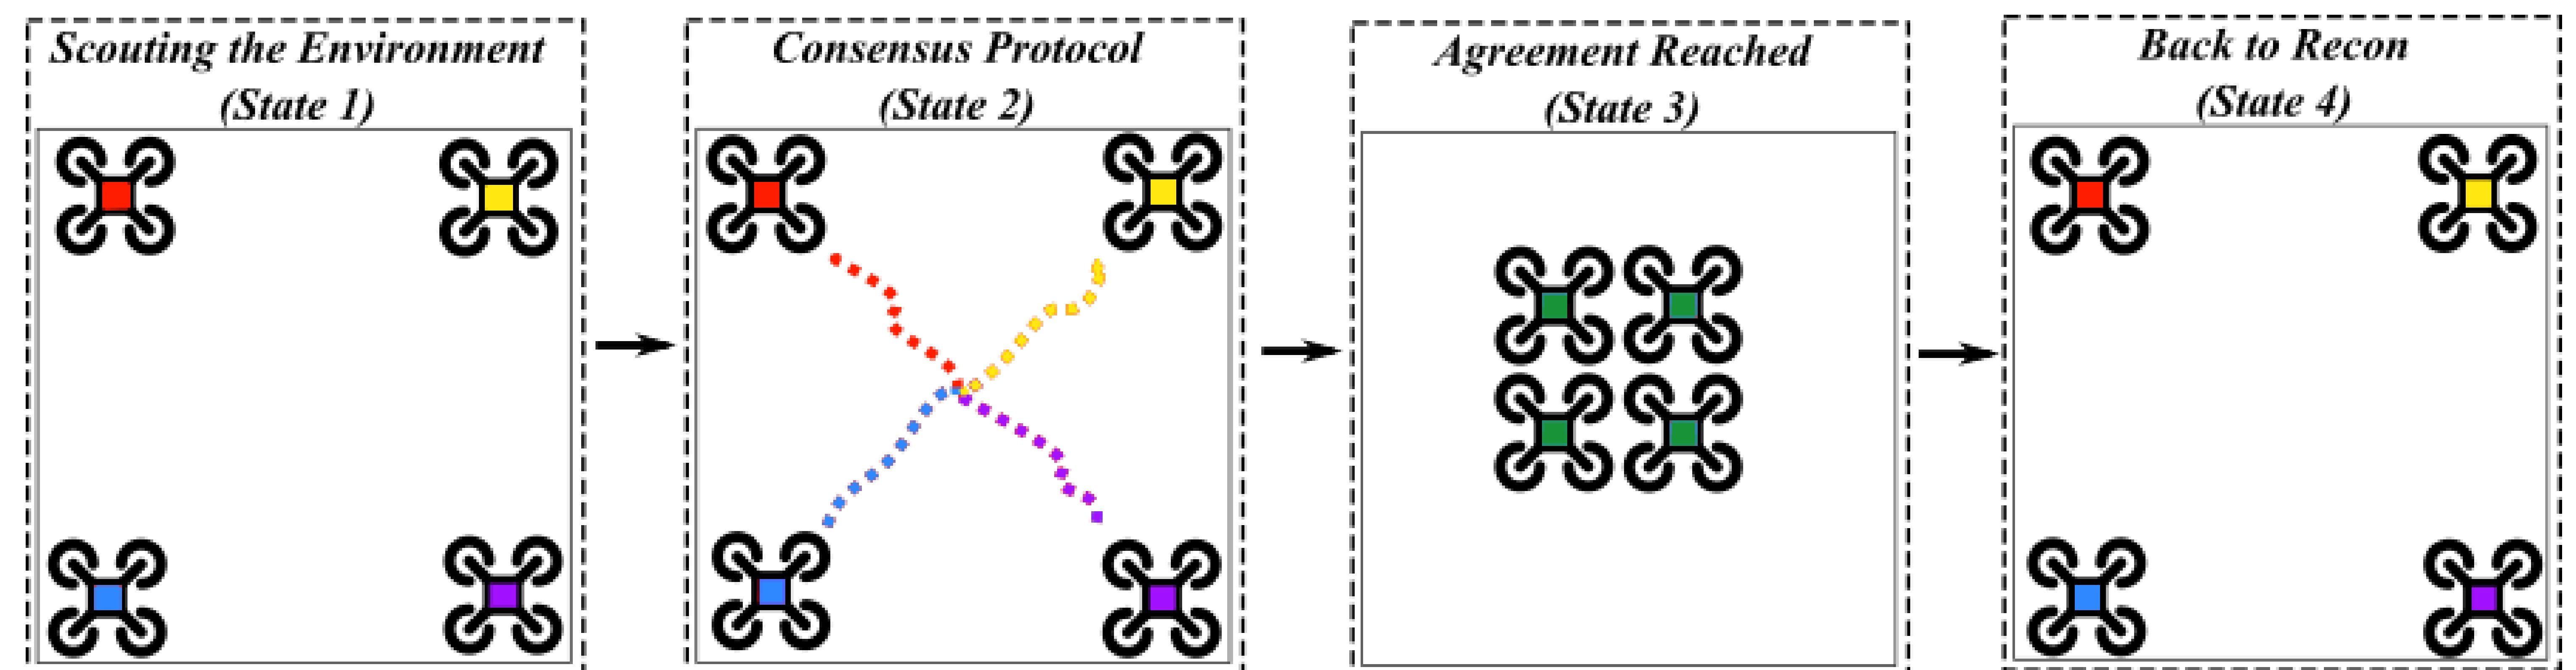 Scouting the Environment
(State 1)
Consensus Protocol
(State 2)
Agreement Reached
(State 3)
Back to Recon
(State 4)